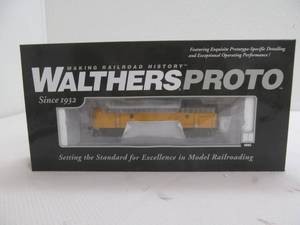 MAKING RAILROAD HISTORY™
Featuring Exquisite Prototype-Specific Detailing
and Exceptional Operating Performance!
WALTHERSPROTO
Since 1932
Setting the Standard for Excellence in Model Railroading